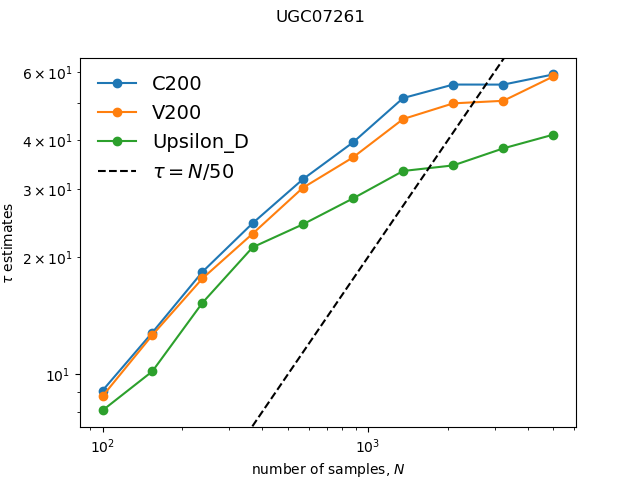 UGC07261
C200
V200
Upsilon_D
τ = N/50
6 × 10¹
4 × 10¹
3 × 10¹
2 × 10¹
10¹
τ estimates
10² 10³
number of samples, N